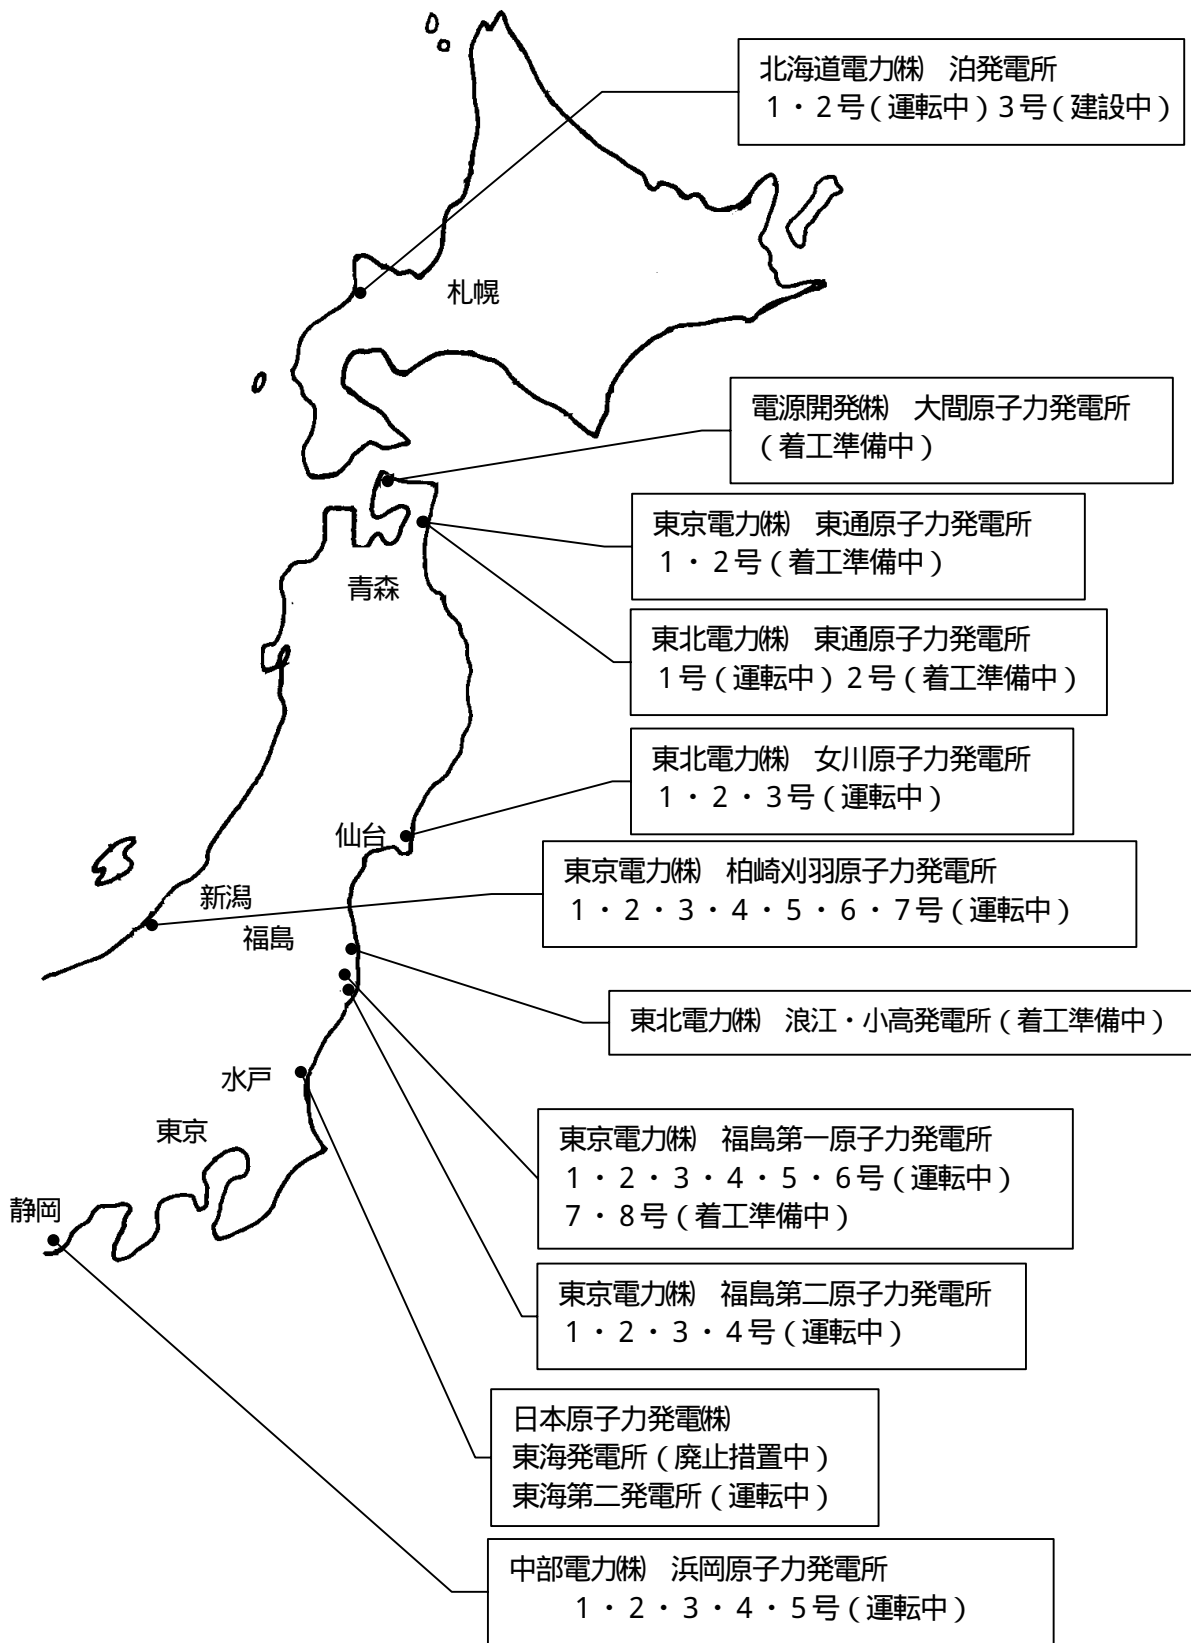 北海道電力㈱　泊発電所
1・2号（運転中）3号（建設中）
札幌
電源開発㈱　大間原子力発電所
（着工準備中）
東京電力㈱　東通原子力発電所
1・2号（着工準備中）
青森
東北電力㈱　東通原子力発電所
1号（運転中）2号（着工準備中）
東北電力㈱　女川原子力発電所
1・2・3号（運転中）
仙台
東京電力㈱　柏崎刈羽原子力発電所
1・2・3・4・5・6・7号（運転中）
新潟
福島
東北電力㈱　浪江・小高発電所（着工準備中）
水戸
東京
東京電力㈱　福島第一原子力発電所
1・2・3・4・5・6号（運転中）
7・8号（着工準備中）
静岡
東京電力㈱　福島第二原子力発電所
1・2・3・4号（運転中）
日本原子力発電㈱
東海発電所（廃止措置中）
東海第二発電所（運転中）
中部電力㈱　浜岡原子力発電所
1・2・3・4・5号（運転中）